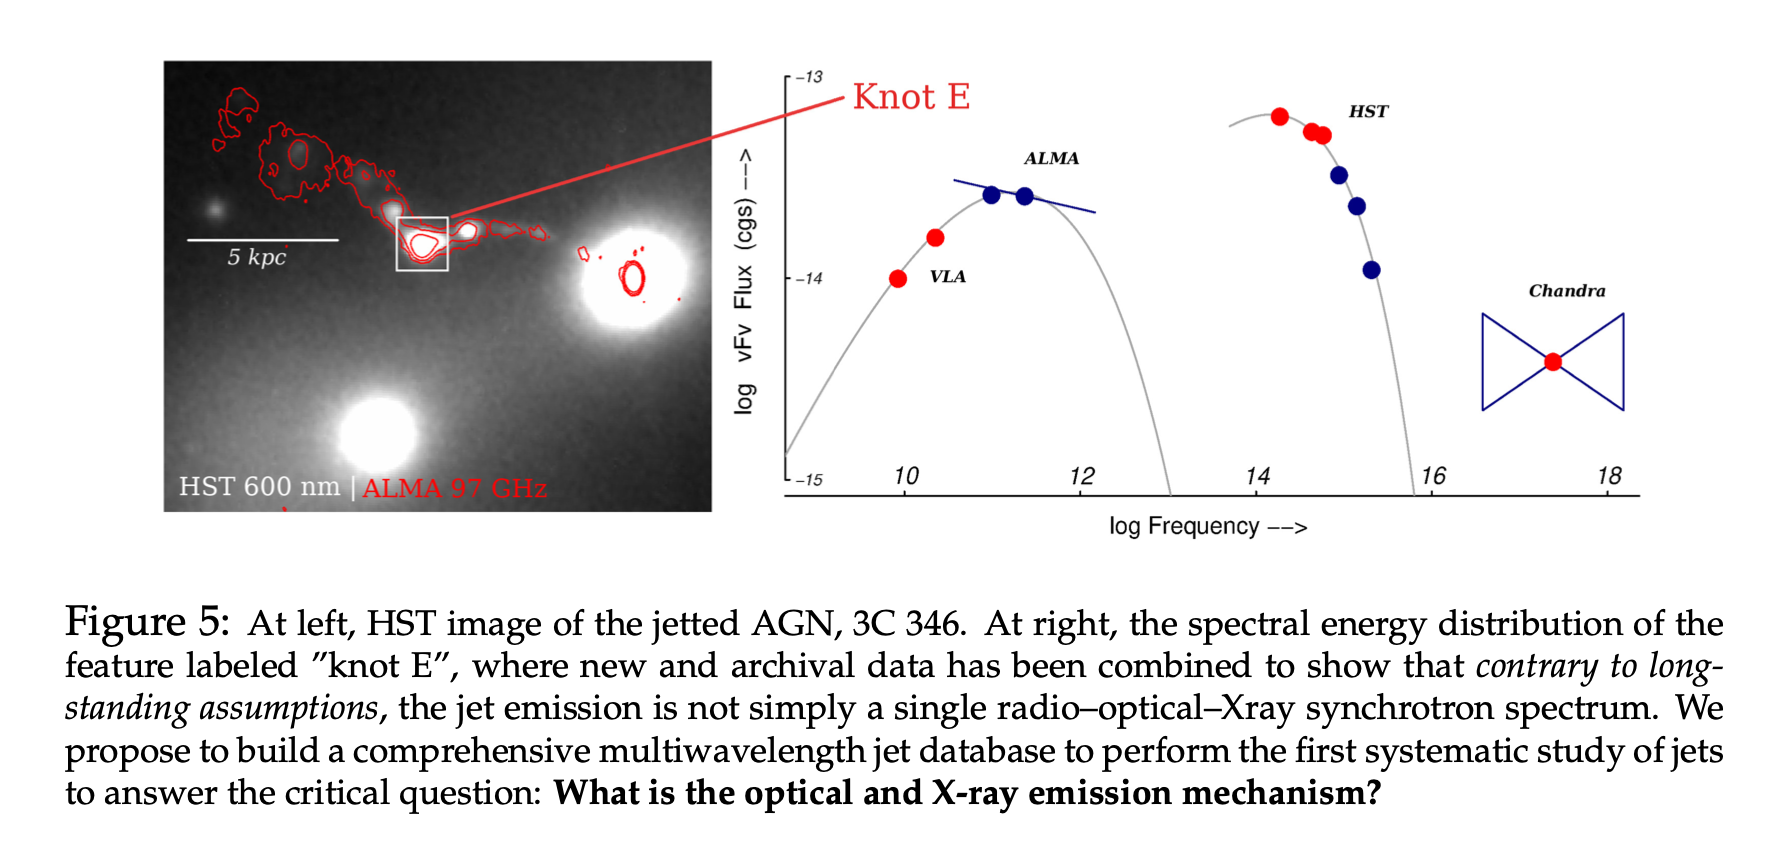 Knot E
5 kpc
HST 600 nm | ALMA 97 GHz
log νFν Flux (cgs) -->
−13
−14
−15
VLA
ALMA
HST
Chandra
10 12 14 16 18
log Frequency -->
Figure 5: At left, HST image of the jetted AGN, 3C 346. At right, the spectral energy distribution of the
feature labeled ”knot E”, where new and archival data has been combined to show that contrary to long-
standing assumptions, the jet emission is not simply a single radio–optical–Xray synchrotron spectrum. We
propose to build a comprehensive multiwavelength jet database to perform the first systematic study of jets
to answer the critical question: What is the optical and X-ray emission mechanism?